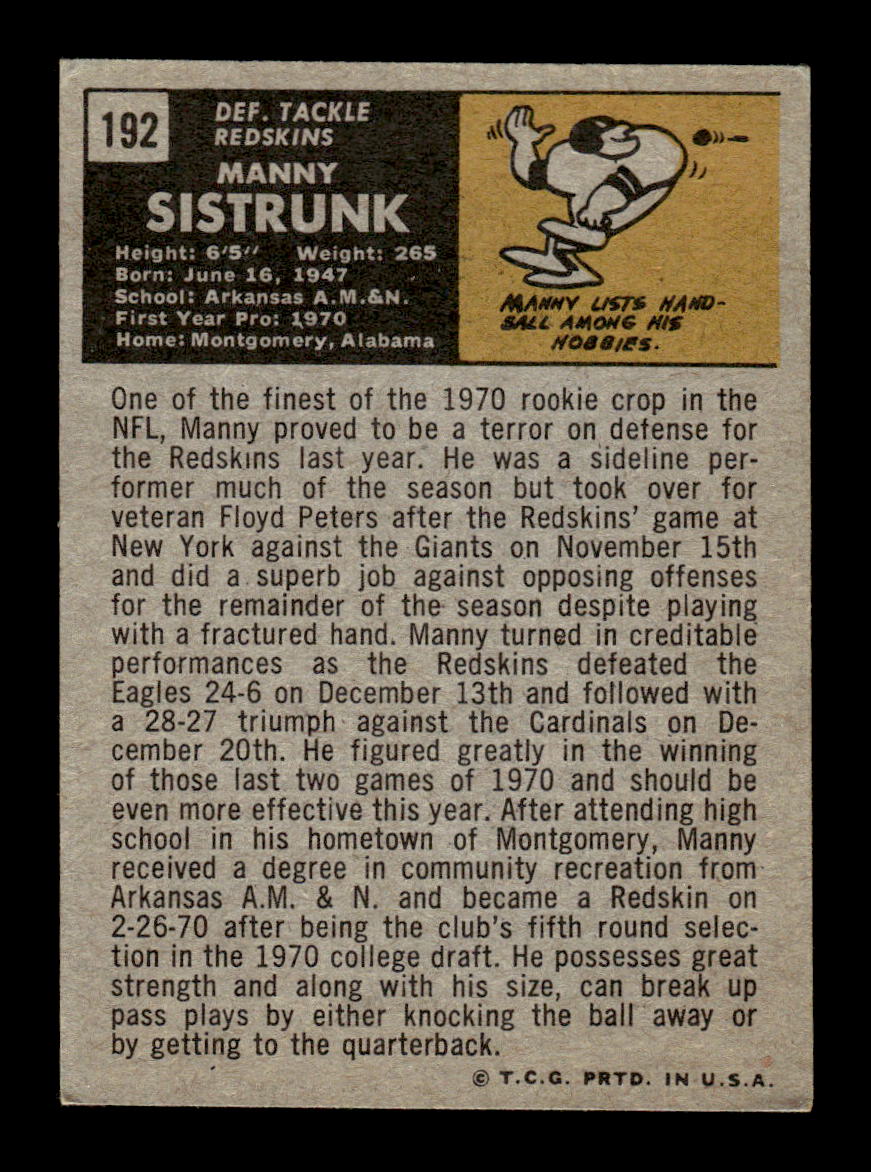 192
DEF. TACKLE
REDSKINS
MANNY
SISTRUNK
Height: 6'5" Weight: 265
Born: June 16, 1947
School: Arkansas A.M.&N.
First Year Pro: 1970
Home: Montgomery, Alabama
MANNY LISTS HAND-
BALL AMONG HIS
HOBBIES.
One of the finest of the 1970 rookie crop in the
NFL, Manny proved to be a terror on defense for
the Redskins last year. He was a sideline per-
former much of the season but took over for
veteran Floyd Peters after the Redskins' game at
New York against the Giants on November 15th
and did a superb job against opposing offenses
for the remainder of the season despite playing
with a fractured hand. Manny turned in creditable
performances as the Redskins defeated the
Eagles 24-6 on December 13th and followed with
a 28-27 triumph against the Cardinals on De-
cember 20th. He figured greatly in the winning
of those last two games of 1970 and should be
even more effective this year. After attending high
school in his hometown of Montgomery, Manny
received a degree in community recreation from
Arkansas A.M. & N. and became a Redskin on
2-26-70 after being the club's fifth round selec-
tion in the 1970 college draft. He possesses great
strength and along with his size, can break up
pass plays by either knocking the ball away or
by getting to the quarterback.
© T.C.G. PRTD. IN U.S.A.